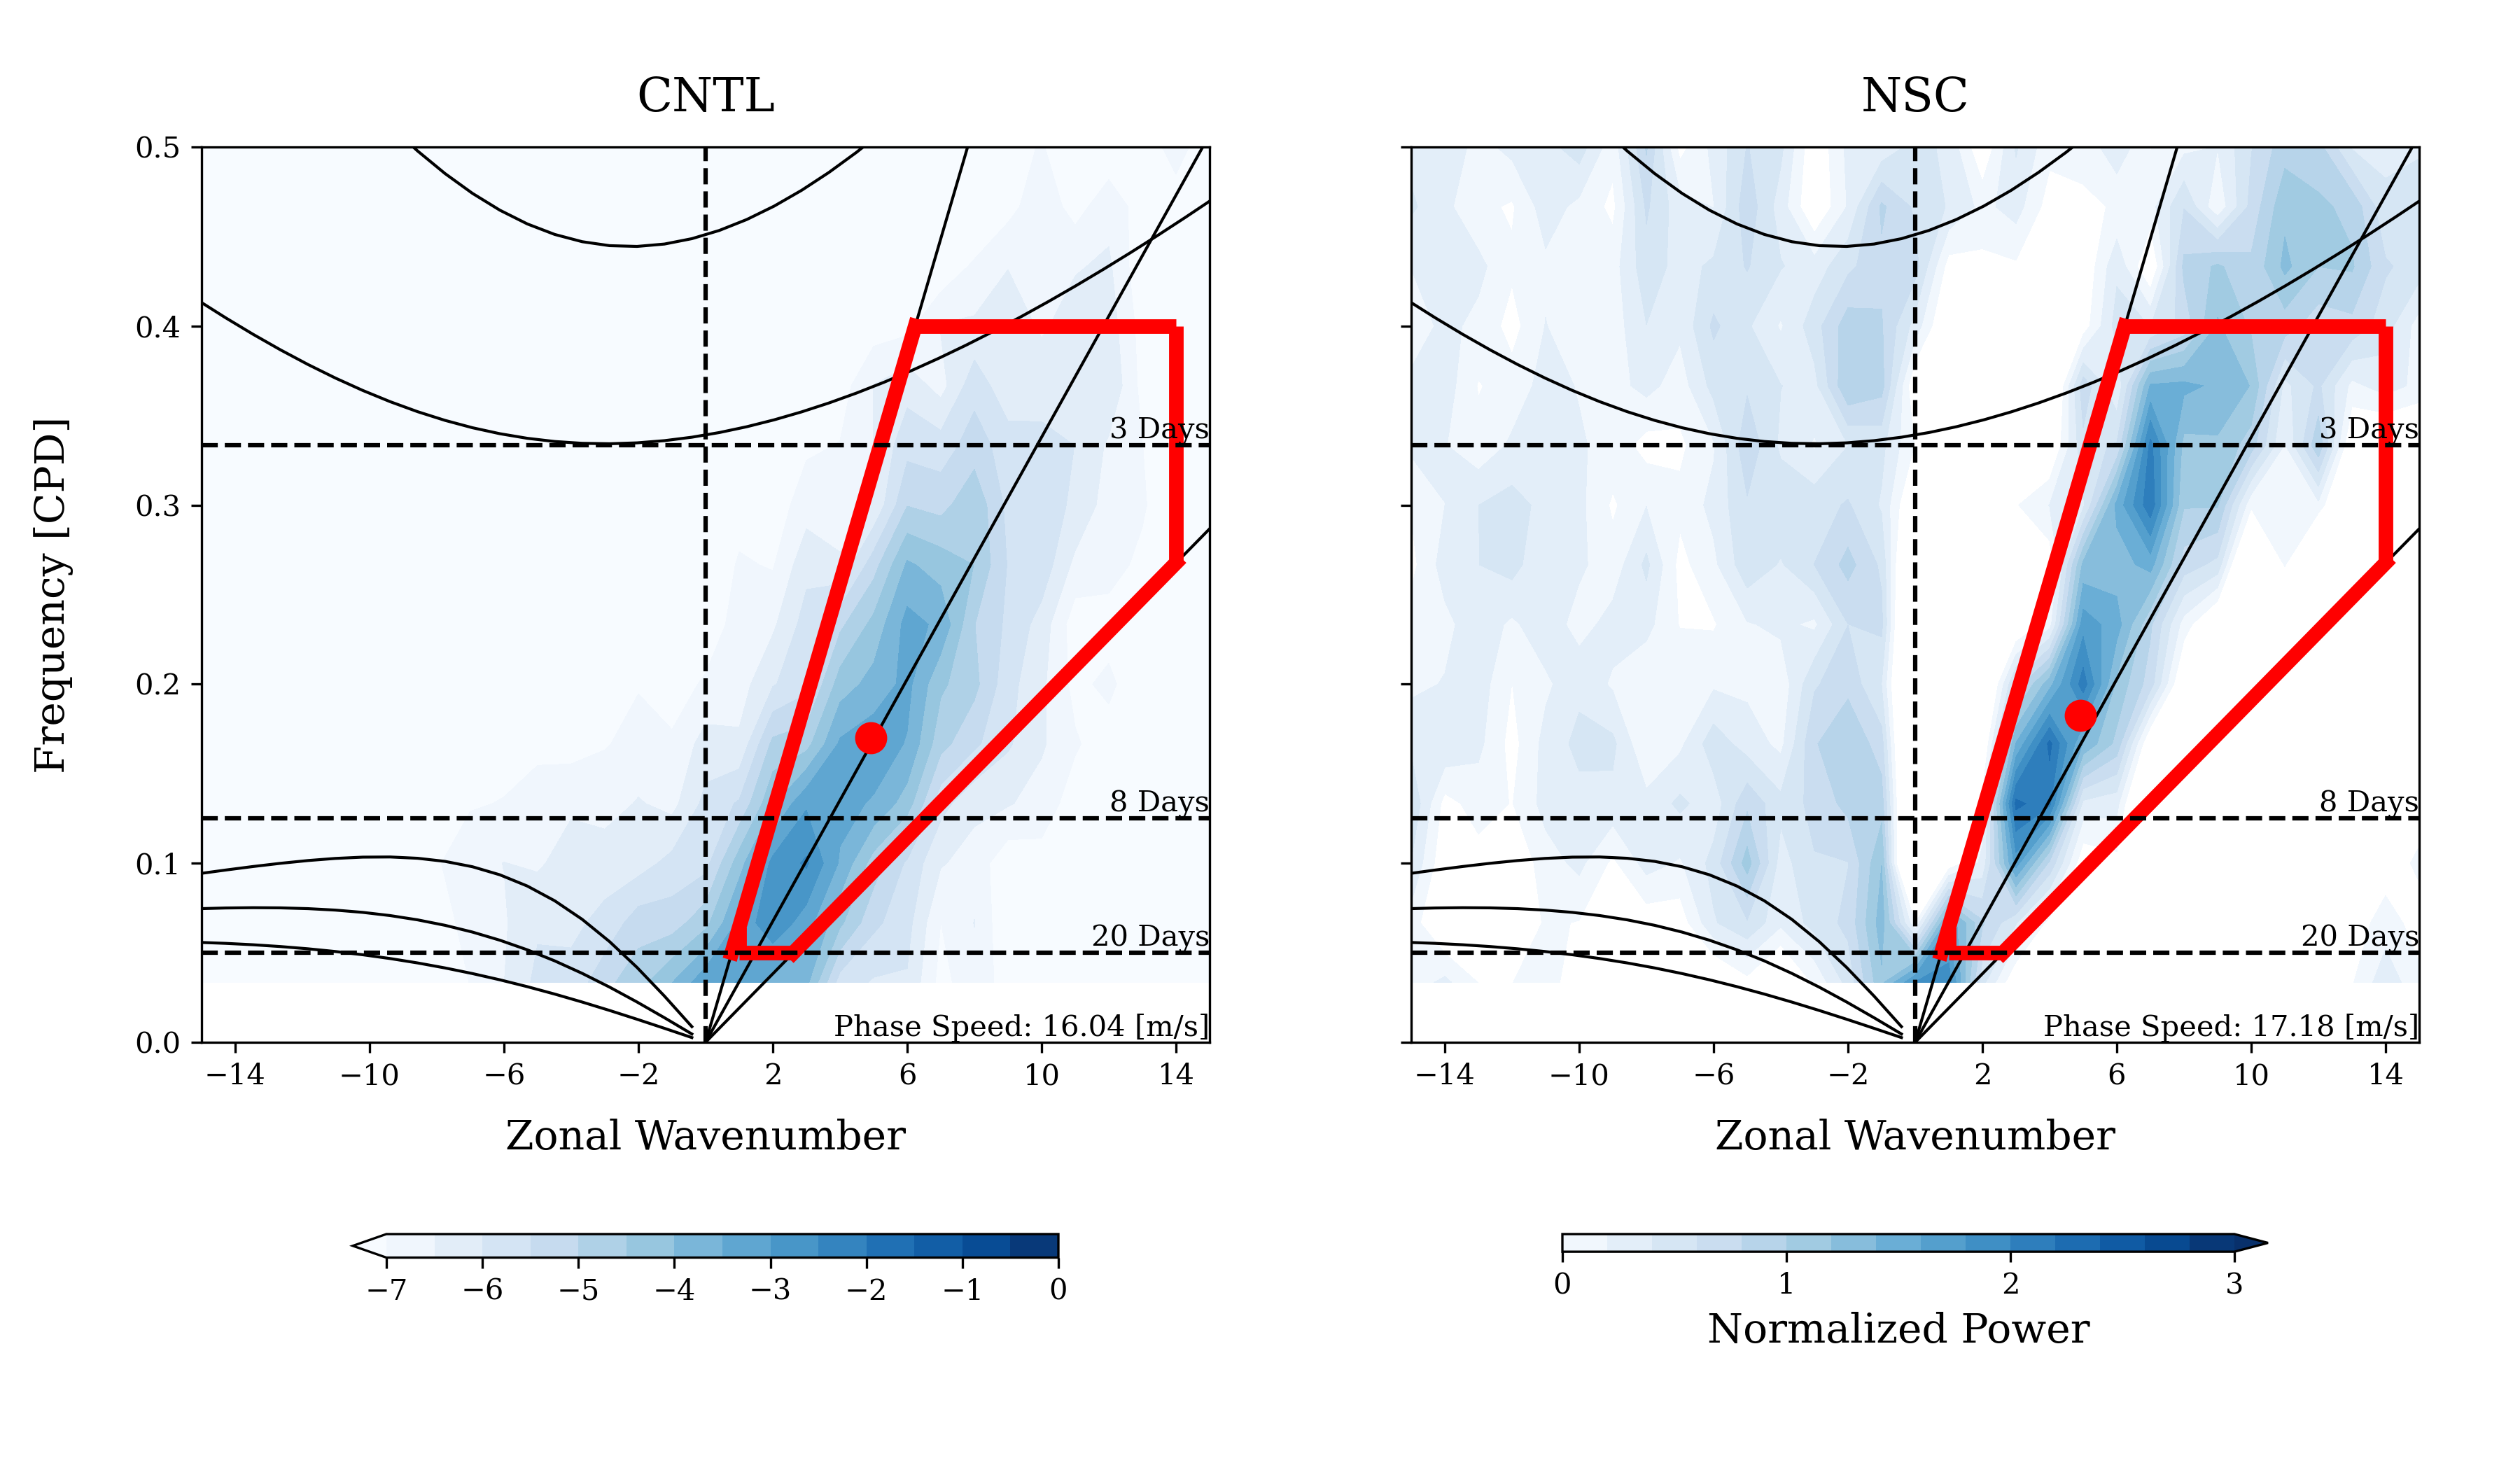 CNTL
NSC
0.5
0.4
0.3
0.2
0.1
0.0
Frequency [CPD]
3 Days
8 Days
20 Days
Phase Speed: 16.04 [m/s]
3 Days
8 Days
20 Days
Phase Speed: 17.18 [m/s]
−14 −10 −6 −2 2 6 10 14
−14 −10 −6 −2 2 6 10 14
Zonal Wavenumber
Zonal Wavenumber
−7 −6 −5 −4 −3 −2 −1 0
0 1 2 3
Normalized Power